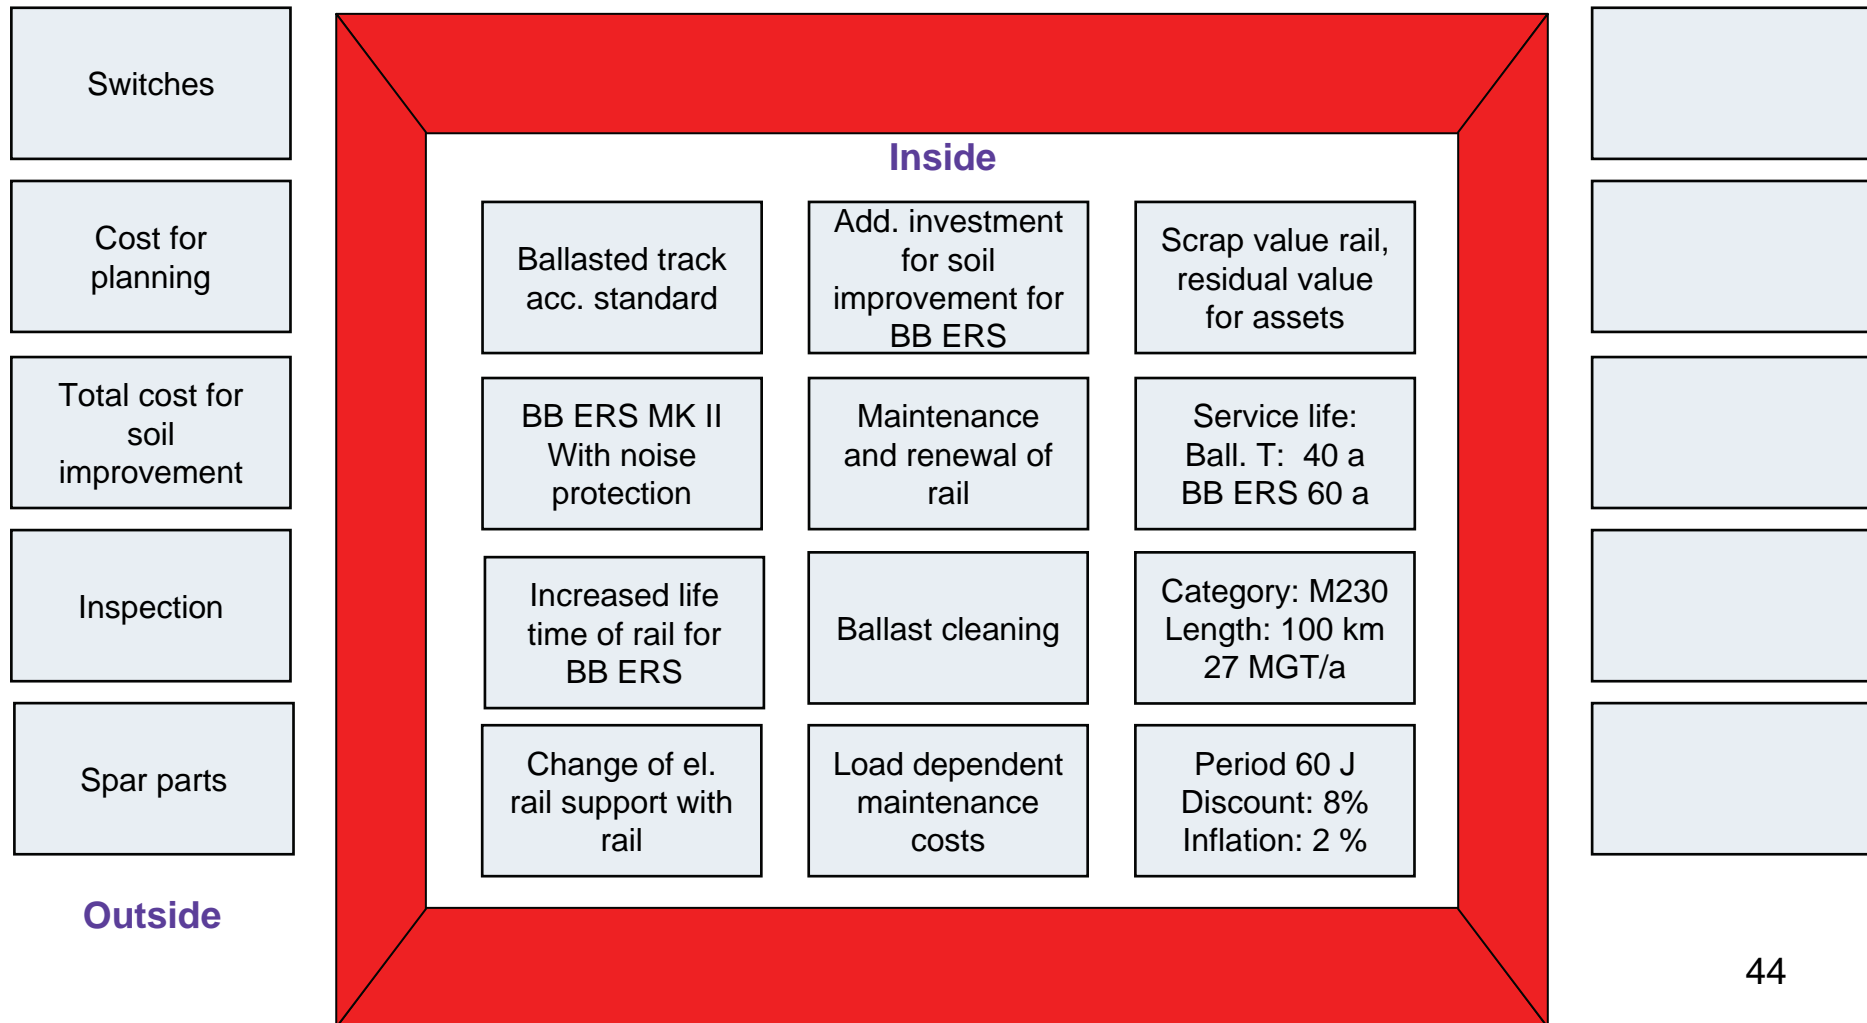 Switches
Cost for
planning
Total cost for
soil
improvement
Inspection
Spar parts
Outside
Inside
Ballasted track
acc. standard
Add. investment
for soil
improvement for
BB ERS
Scrap value rail,
residual value
for assets
BB ERS MK II
With noise
protection
Maintenance
and renewal of
rail
Service life:
Ball. T: 40 a
BB ERS 60 a
Increased life
time of rail for
BB ERS
Ballast cleaning
Category: M230
Length: 100 km
27 MGT/a
Change of el.
rail support with
rail
Load dependent
maintenance
costs
Period 60 J
Discount: 8%
Inflation: 2 %
44